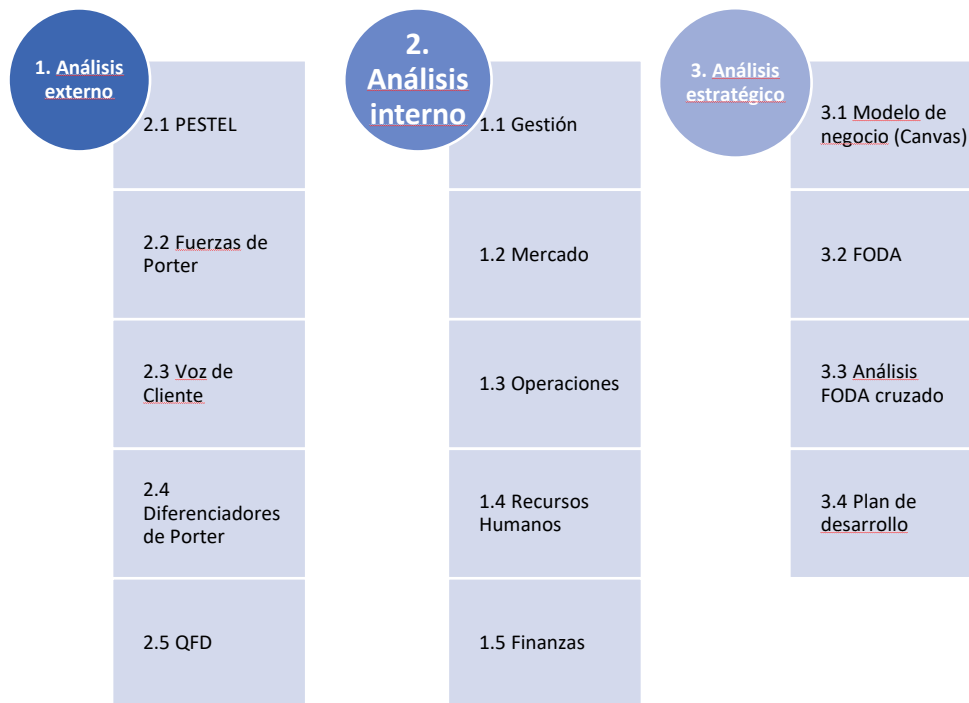 1. Análisis
externo
2.1 PESTEL
2.2 Fuerzas de
Porter
2.3 Voz de
Cliente
2.4
Diferenciadores
de Porter
2.5 QFD
2.
Análisis
interno
1.1 Gestión
1.2 Mercado
1.3 Operaciones
1.4 Recursos
Humanos
1.5 Finanzas
3. Análisis
estratégico
3.1 Modelo de
negocio (Canvas)
3.2 FODA
3.3 Análisis
FODA cruzado
3.4 Plan de
desarrollo